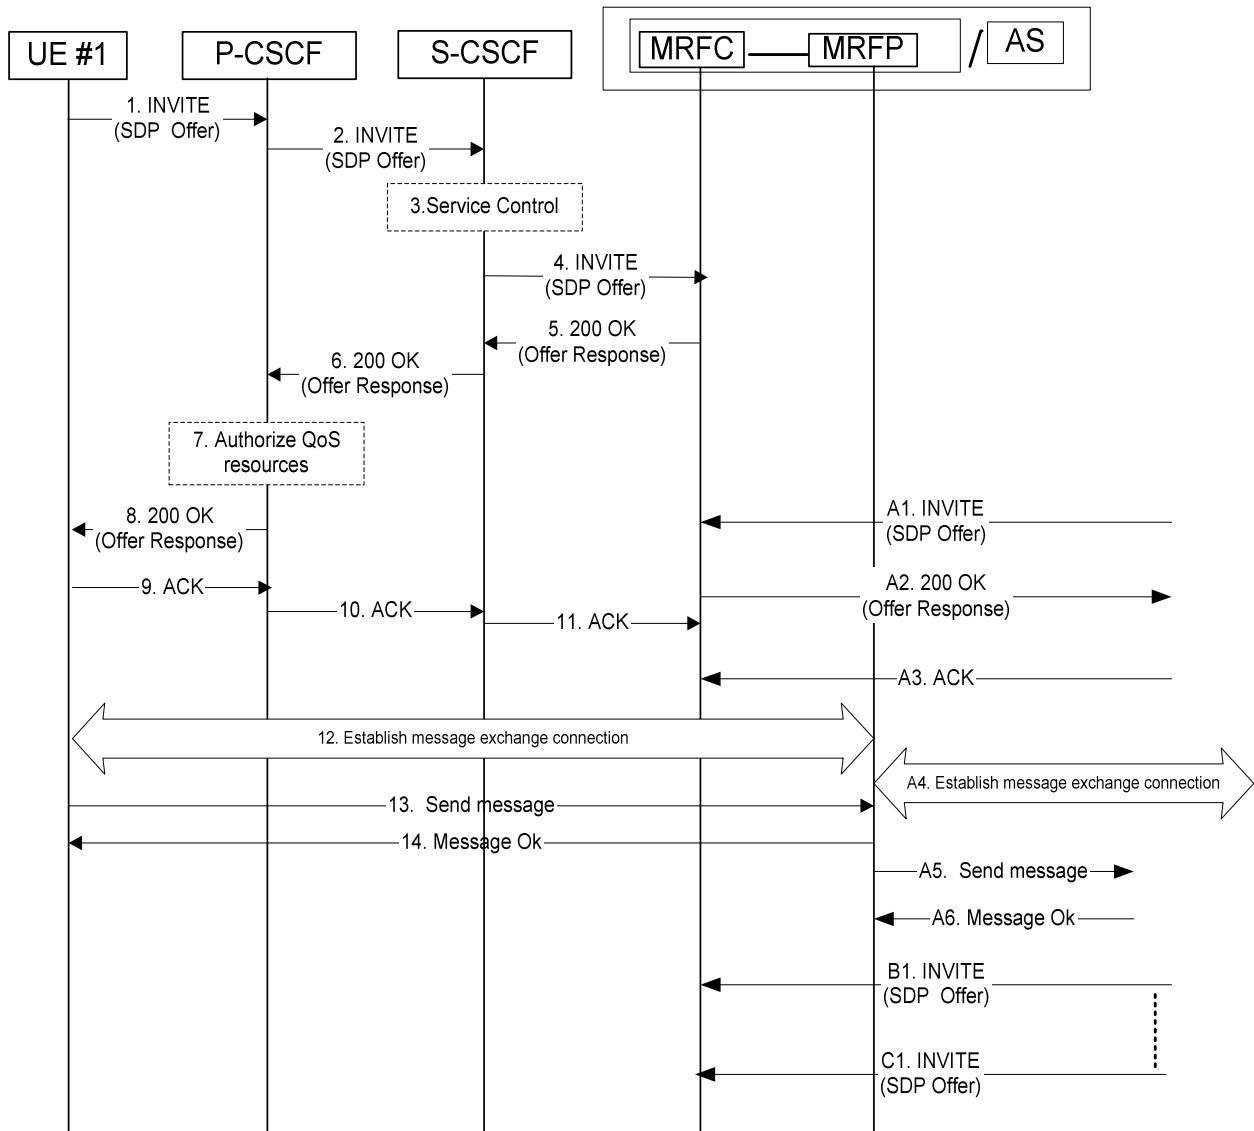 UE #1
P-CSCF
S-CSCF
MRFC
MRFP
/
AS
1. INVITE
(SDP Offer)
2. INVITE
(SDP Offer)
3.Service Control
4. INVITE
(SDP Offer)
5. 200 OK
(Offer Response)
6. 200 OK
(Offer Response)
7. Authorize QoS
resources
8. 200 OK
(Offer Response)
A1. INVITE
(SDP Offer)
9. ACK
A2. 200 OK
(Offer Response)
10. ACK
11. ACK
A3. ACK
12. Establish message exchange connection
A4. Establish message exchange connection
13. Send message
14. Message Ok
A5. Send message
A6. Message Ok
B1. INVITE
(SDP Offer)
C1. INVITE
(SDP Offer)